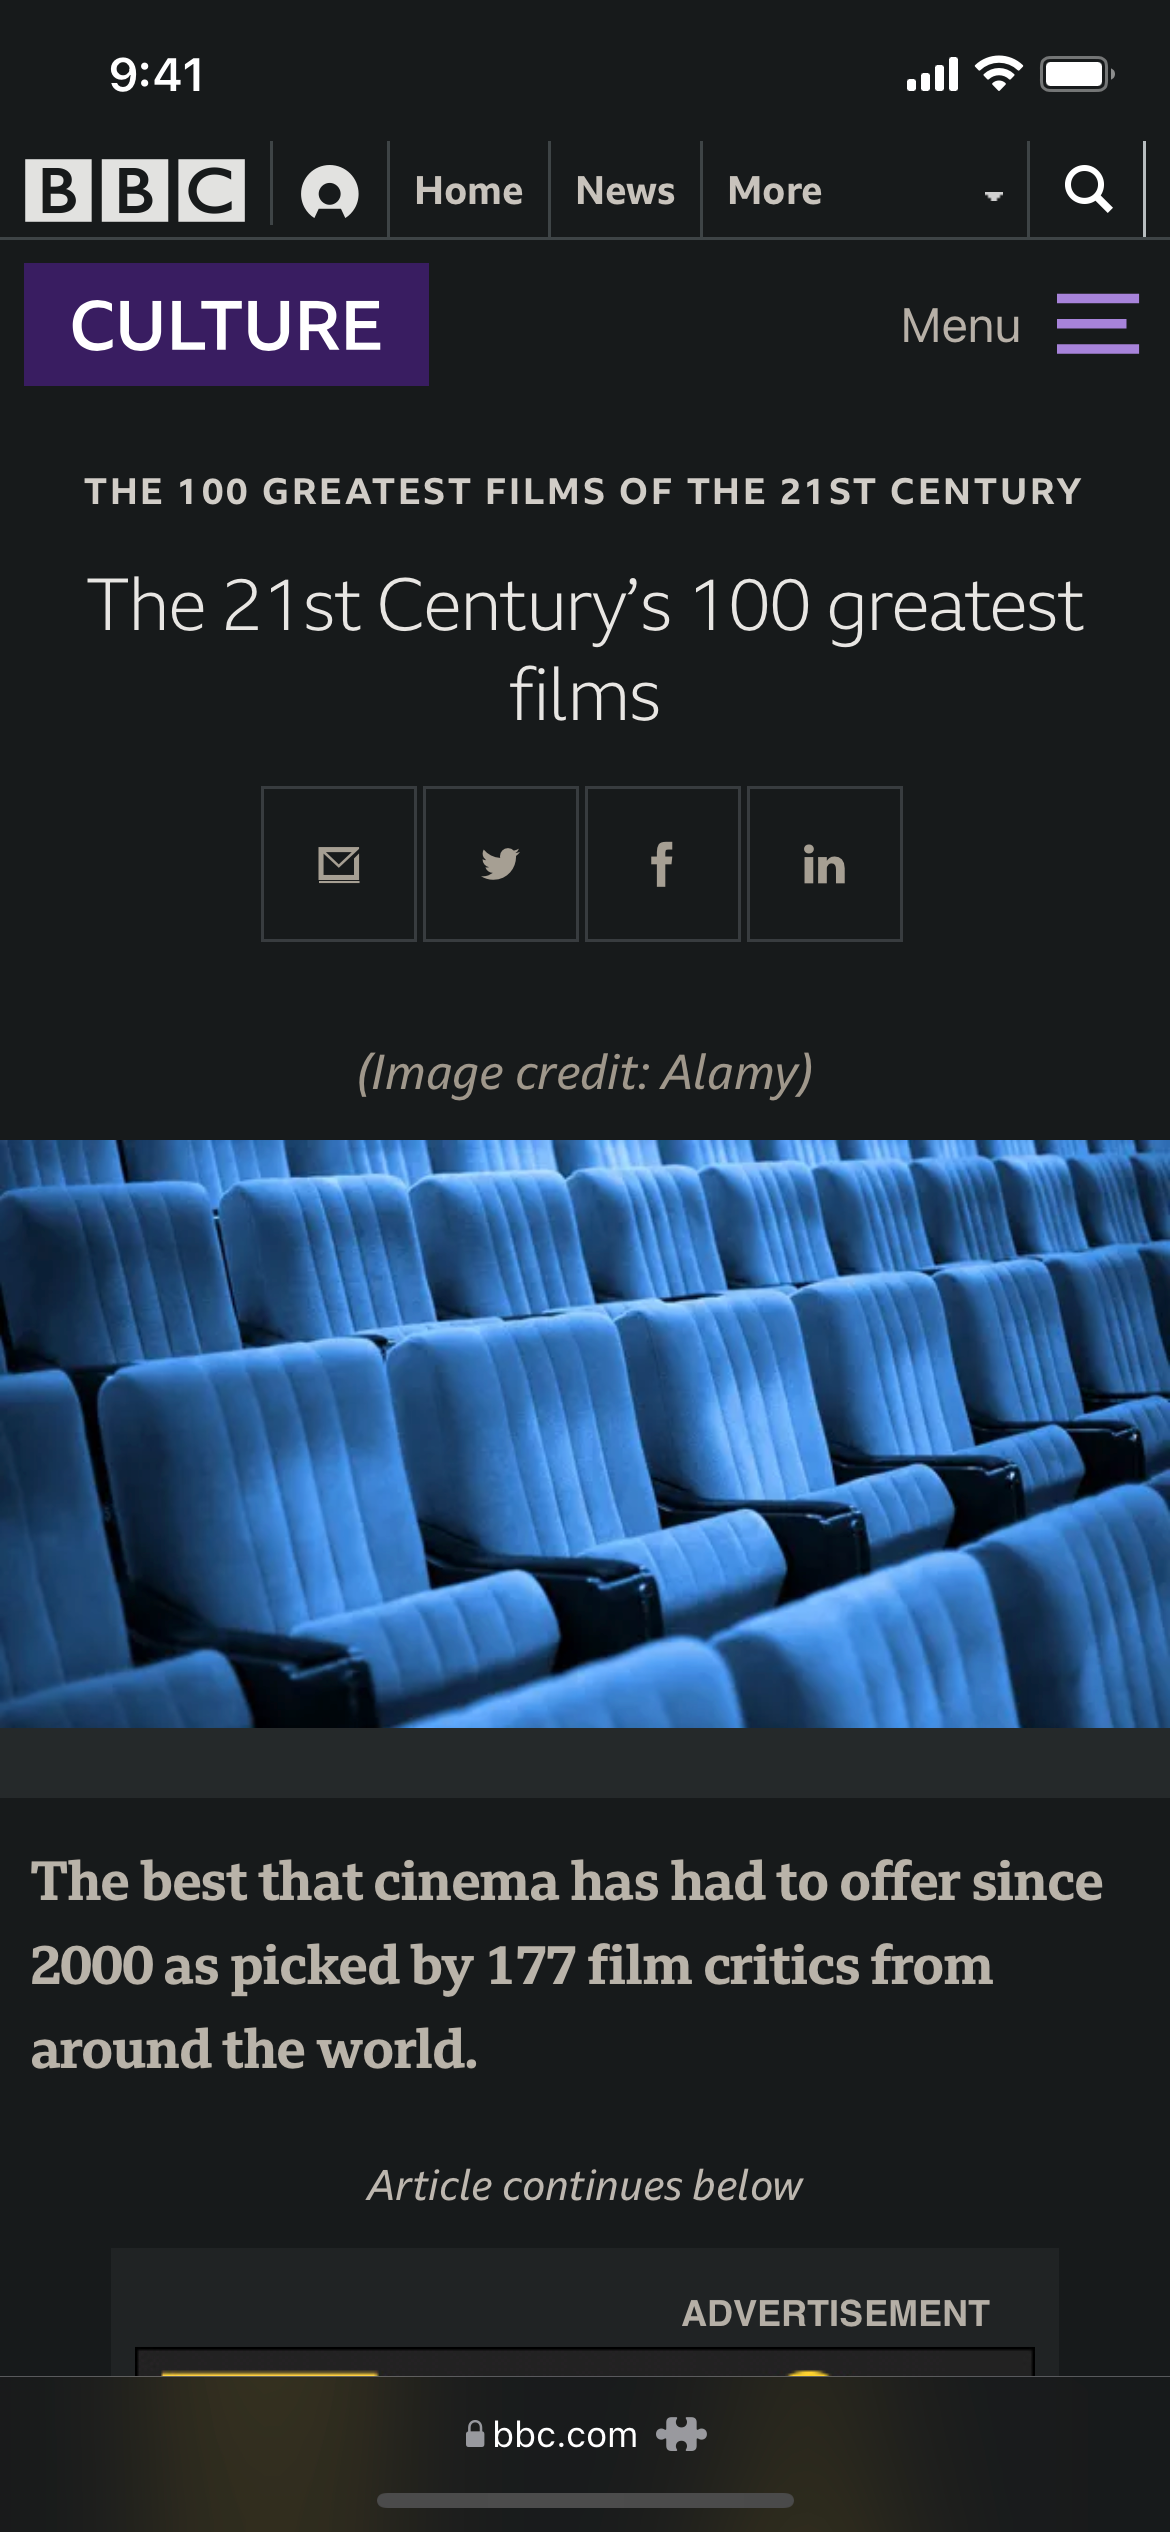 9:41
BBC Home News More
CULTURE Menu
THE 100 GREATEST FILMS OF THE 21ST CENTURY
The 21st Century’s 100 greatest
films
(Image credit: Alamy)
The best that cinema has had to offer since
2000 as picked by 177 film critics from
around the world.
Article continues below
ADVERTISEMENT
bbc.com